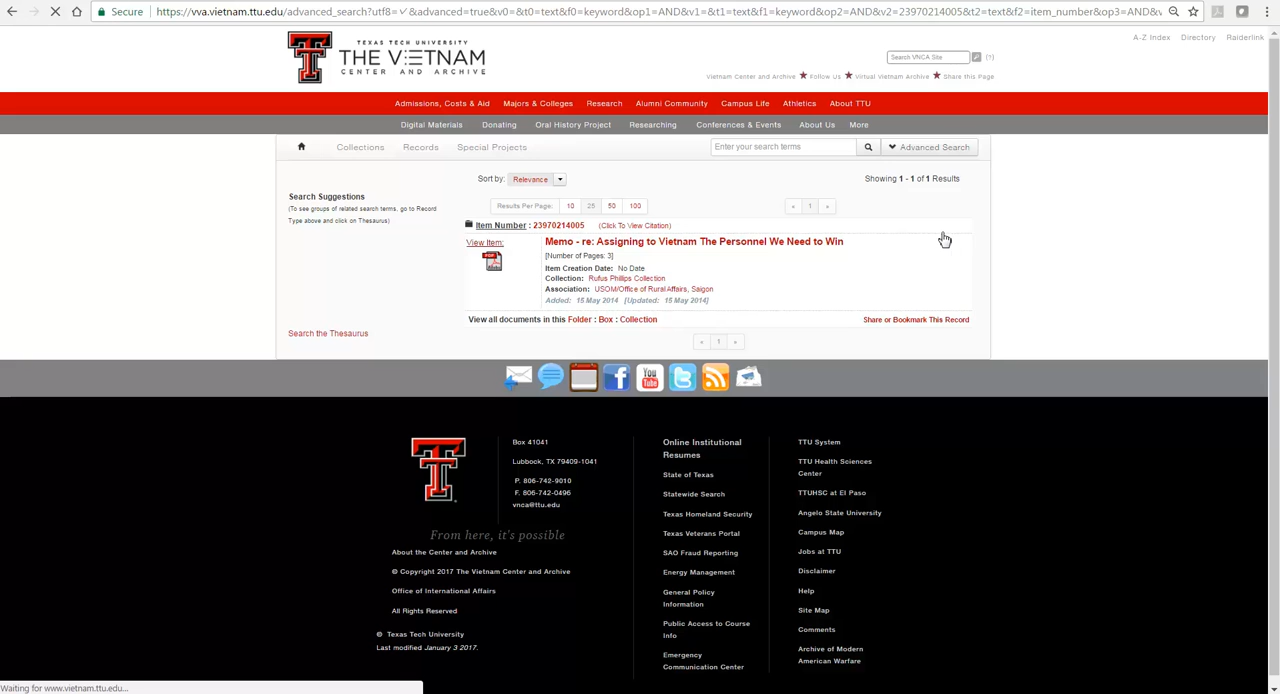 Secure
https://vva.vietnam.ttu.edu/advanced_search?utf8=✓&advanced=true&v0=&t0=text&f0=keyword&op1=AND&v1=&t1=text&f1=keyword&op2=AND&v2=23970214005&t2=text&f2=item_number&op3=AND&v
A-Z Index Directory Raiderlink
TEXAS TECH UNIVERSITY
THE VIETNAM
CENTER AND ARCHIVE
Search VNCA Site (?)
Vietnam Center and Archive ★ Follow Us ★ Virtual Vietnam Archive ★ Share this Page
Admissions, Costs & Aid Majors & Colleges Research Alumni Community Campus Life Athletics About TTU
Digital Materials Donating Oral History Project Researching Conferences & Events About Us More
Collections Records Special Projects Enter your search terms Advanced Search
Sort by: Relevance
Showing 1 - 1 of 1 Results
Search Suggestions
(To see groups of related search terms, go to Record
Type above and click on Thesaurus)
Search the Thesaurus
Results Per Page: 10 25 50 100
« 1 »
Item Number : 23970214005 (Click To View Citation)
View Item:
PDF
Memo - re: Assigning to Vietnam The Personnel We Need to Win
[Number of Pages: 3]
Item Creation Date: No Date
Collection: Rufus Phillips Collection
Association: USOM/Office of Rural Affairs, Saigon
Added: 15 May 2014 [Updated: 15 May 2014]
View all documents in this Folder : Box : Collection
Share or Bookmark This Record
« 1 »
You
Tube
Box 41041
Lubbock, TX 79409-1041
P. 806-742-9010
F. 806-742-0496
vnca@ttu.edu
From here, it's possible
About the Center and Archive
© Copyright 2017 The Vietnam Center and Archive
Office of International Affairs
All Rights Reserved
© Texas Tech University
Last modified January 3 2017.
Online Institutional
Resumes
State of Texas
Statewide Search
Texas Homeland Security
Texas Veterans Portal
SAO Fraud Reporting
Energy Management
General Policy
Information
Public Access to Course
Info
Emergency
Communication Center
TTU System
TTU Health Sciences
Center
TTUHSC at El Paso
Angelo State University
Campus Map
Jobs at TTU
Disclaimer
Help
Site Map
Comments
Archive of Modern
American Warfare
Waiting for www.vietnam.ttu.edu...